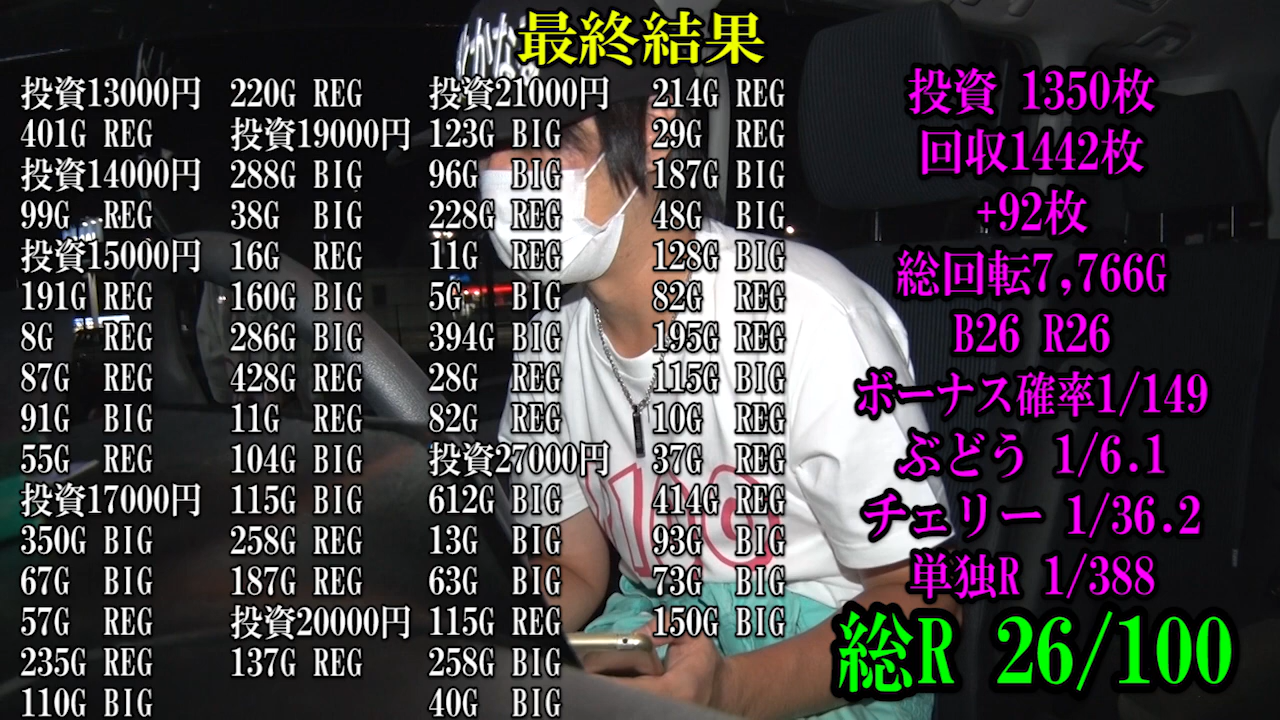 最終結果
投資13000円
401G REG
投資14000円
99G REG
投資15000円
191G REG
8G REG
87G REG
91G BIG
55G REG
投資17000円
350G BIG
67G BIG
57G REG
235G REG
110G BIG
220G REG
投資19000円
288G BIG
38G BIG
16G REG
160G BIG
286G BIG
428G REG
11G REG
104G BIG
115G BIG
258G REG
187G REG
投資20000円
137G REG
投資21000円
123G BIG
96G BIG
228G REG
11G REG
5G BIG
394G BIG
28G REG
82G REG
投資27000円
612G BIG
13G BIG
63G BIG
115G REG
258G BIG
40G BIG
214G REG
29G REG
187G BIG
48G BIG
128G BIG
82G REG
195G REG
115G BIG
10G REG
37G REG
414G REG
93G BIG
73G BIG
150G BIG
投資 1350枚
回収1442枚
+92枚
総回転7,766G
B26 R26
ボーナス確率1/149
ぶどう 1/6.1
チェリー 1/36.2
単独R 1/388
総R 26/100